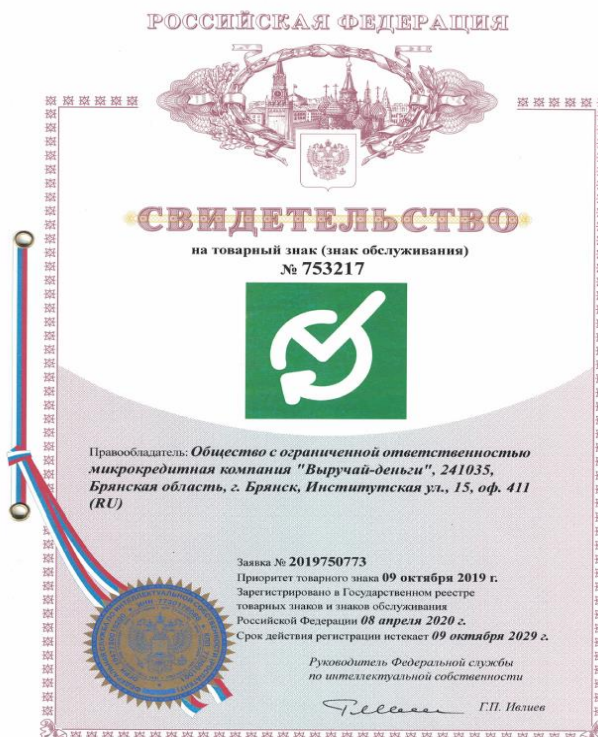 РОССИЙСКАЯ ФЕДЕРАЦИЯ
СВИДЕТЕЛЬСТВО
на товарный знак (знак обслуживания)
№ 753217
Правообладатель: Общество с ограниченной ответственностью
микрокредитная компания "Выручай-деньги", 241035,
Брянская область, г. Брянск, Институтская ул., 15, оф. 411
(RU)
Заявка № 2019750773
Приоритет товарного знака 09 октября 2019 г.
Зарегистрировано в Государственном реестре
товарных знаков и знаков обслуживания
Российской Федерации 08 апреля 2020 г.
Срок действия регистрации истекает 09 октября 2029 г.
Руководитель Федеральной службы
по интеллектуальной собственности
Г.П. Ивлиев